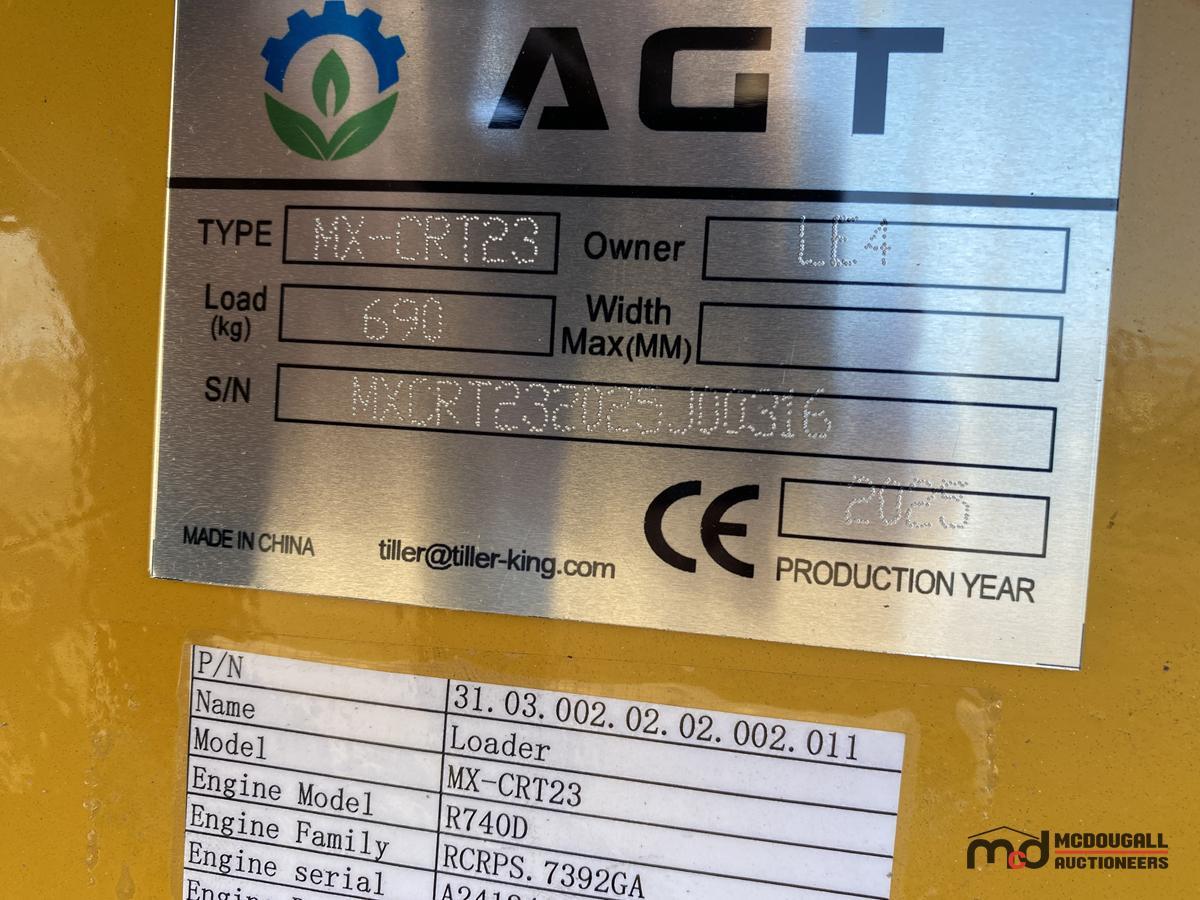 AGT
TYPE MX-CRT23 Owner LE4
Load (kg) 690 Width Max(MM)
S/N MXCRT232025J00316
CE 2025
MADE IN CHINA tiller@tiller-king.com PRODUCTION YEAR
P/N 31.03.002.02.02.002.011
Name Loader
Model MX-CRT23
Engine Model R740D
Engine Family RCRPS.7392GA
Engine serial
Engine
mcd MCDOUGALL
AUCTIONEERS